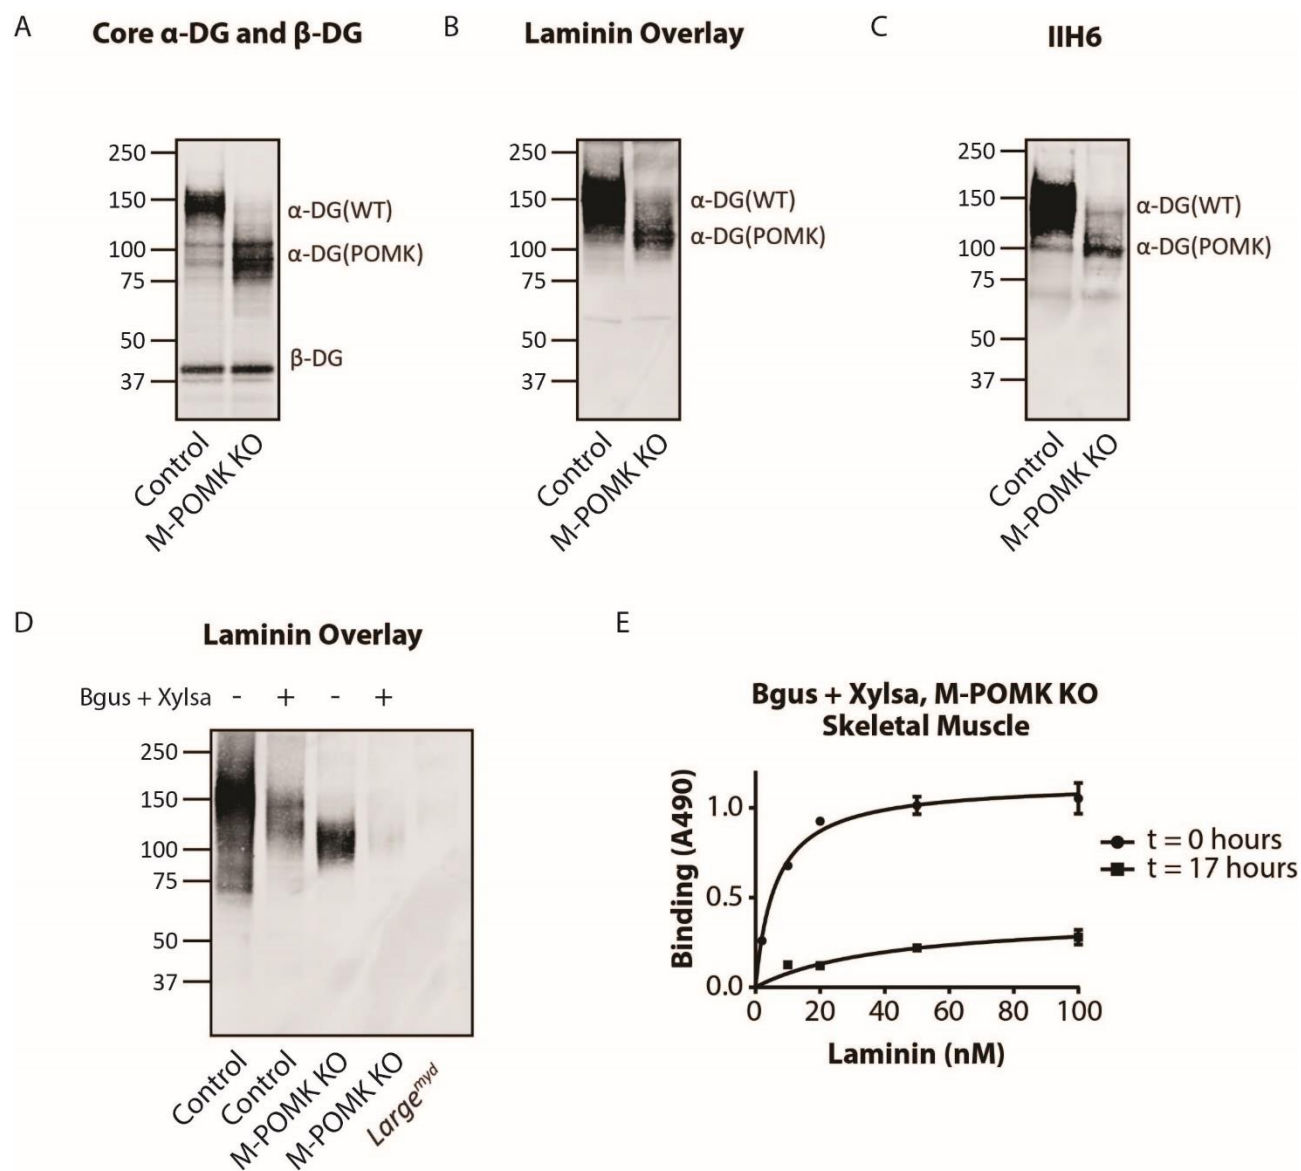 A
Core α-DG and β-DG
250
150
100
75
50
37
α-DG(WT)
α-DG(POMK)
β-DG
Control
M-POMK KO
B
Laminin Overlay
250
150
100
75
50
37
α-DG(WT)
α-DG(POMK)
Control
M-POMK KO
C
IIH6
250
150
100
75
50
37
α-DG(WT)
α-DG(POMK)
Control
M-POMK KO
D
Laminin Overlay
Bgus + Xylsa - + - +
250
150
100
75
50
37
Control
Control
M-POMK KO
M-POMK KO
Large^myd
E
Bgus + Xylsa, M-POMK KO
Skeletal Muscle
Binding (A490)
1.0
0.5
0.0
0 20 40 60 80 100
Laminin (nM)
t = 0 hours
t = 17 hours